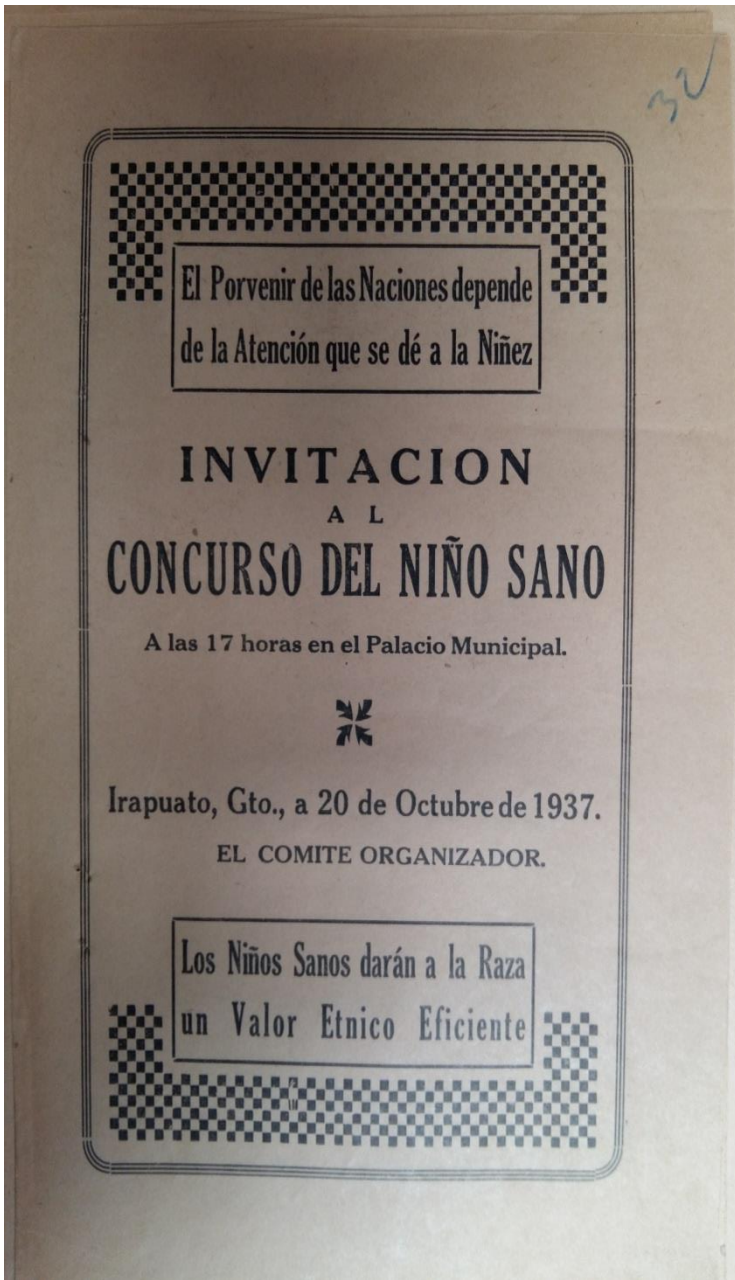 32
El Porvenir de las Naciones depende
de la Atención que se dé a la Niñez
INVITACION
A L
CONCURSO DEL NIÑO SANO
A las 17 horas en el Palacio Municipal.
Irapuato, Gto., a 20 de Octubre de 1937.
EL COMITE ORGANIZADOR.
Los Niños Sanos darán a la Raza
un Valor Etnico Eficiente